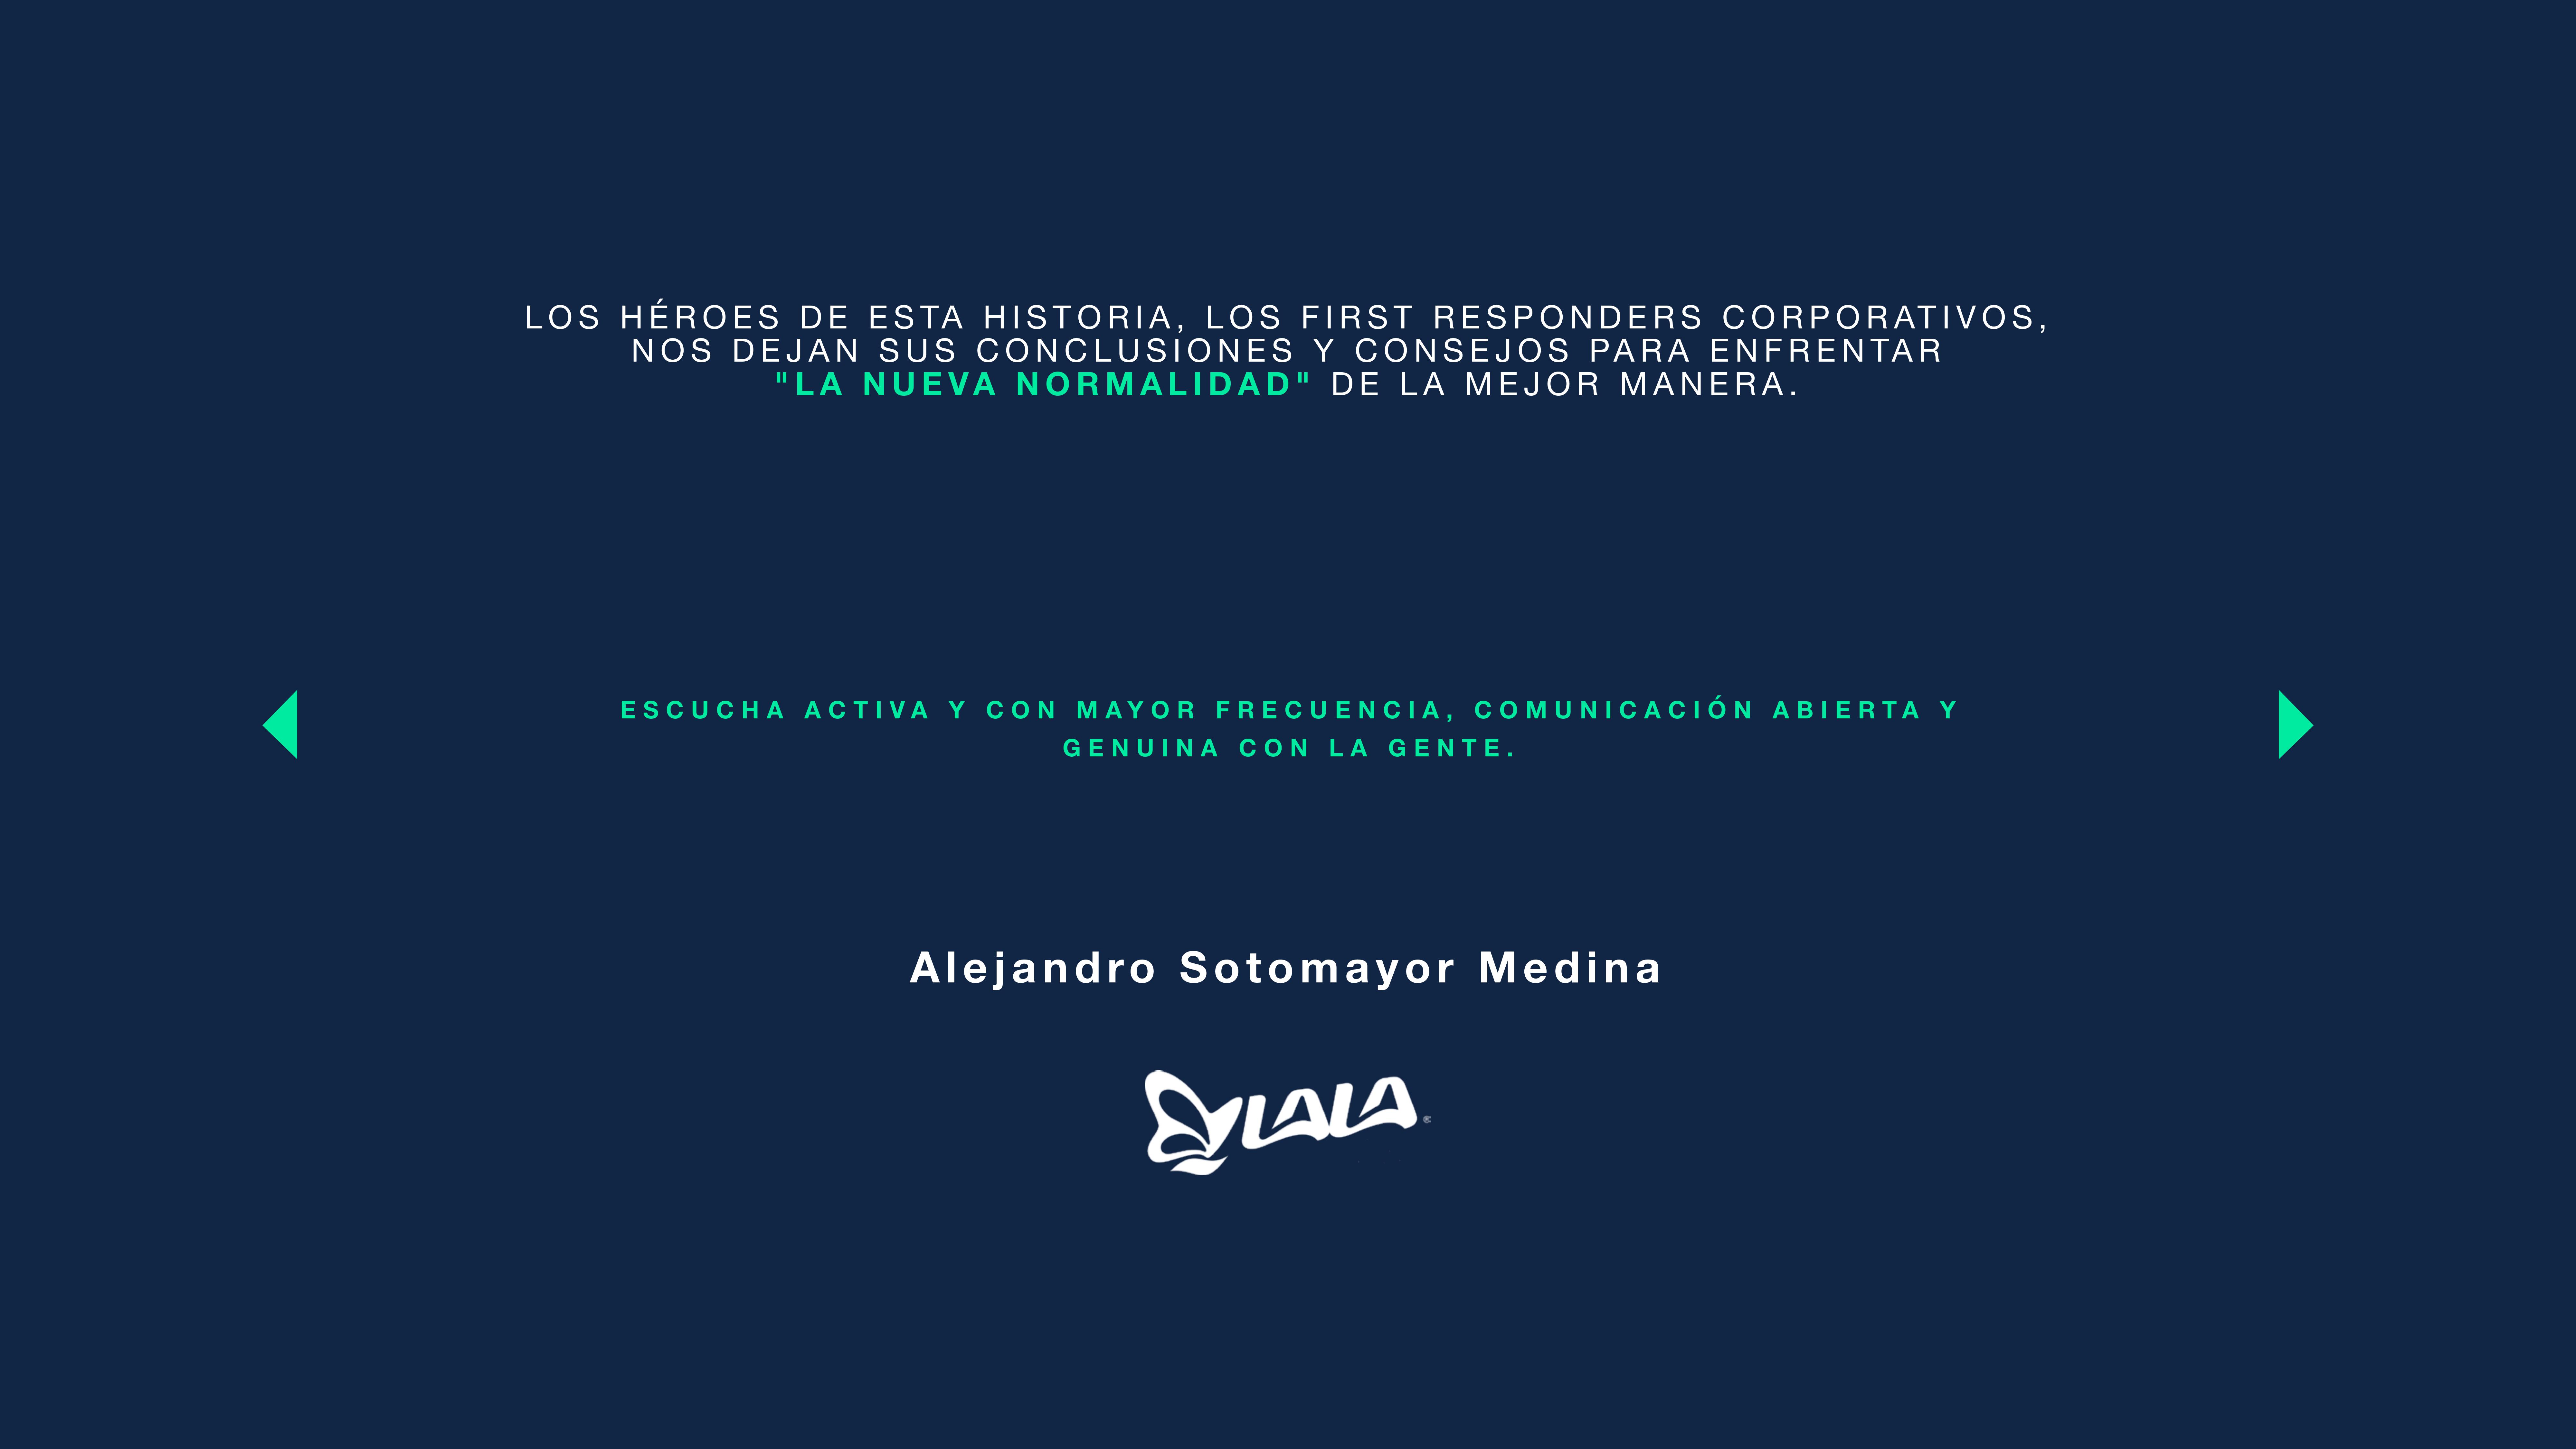 LOS HÉROES DE ESTA HISTORIA, LOS FIRST RESPONDERS CORPORATIVOS,
NOS DEJAN SUS CONCLUSIONES Y CONSEJOS PARA ENFRENTAR
"LA NUEVA NORMALIDAD" DE LA MEJOR MANERA.
ESCUCHA ACTIVA Y CON MAYOR FRECUENCIA, COMUNICACIÓN ABIERTA Y
GENUINA CON LA GENTE.
Alejandro Sotomayor Medina
LALA